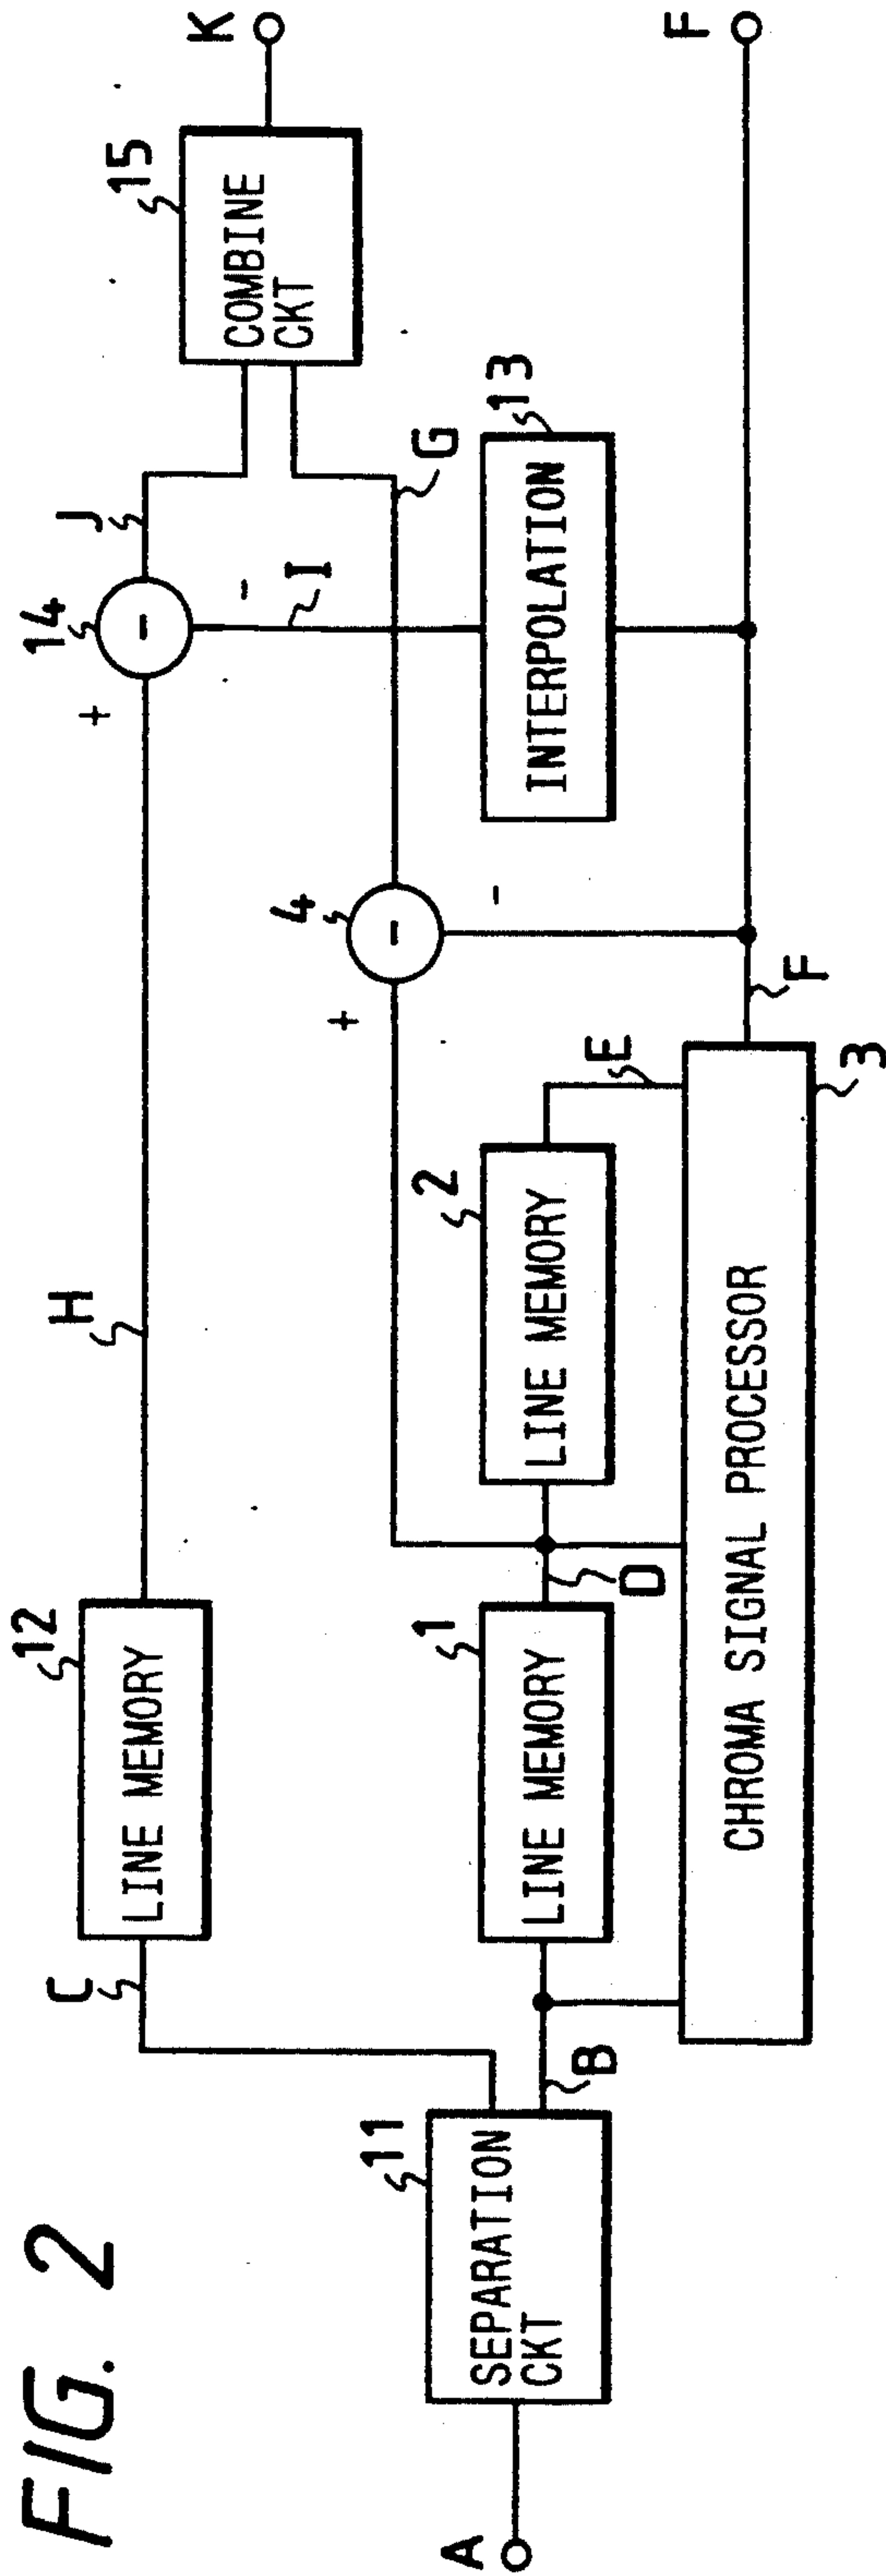 FIG. 2
A
11
SEPARATION
CKT
B
C
12
LINE MEMORY
H
1
LINE MEMORY
D
2
LINE MEMORY
E
CHROMA SIGNAL PROCESSOR
3
F
4
+
-
-
G
14
+
-
-
I
J
INTERPOLATION
13
15
COMBINE
CKT
K
F